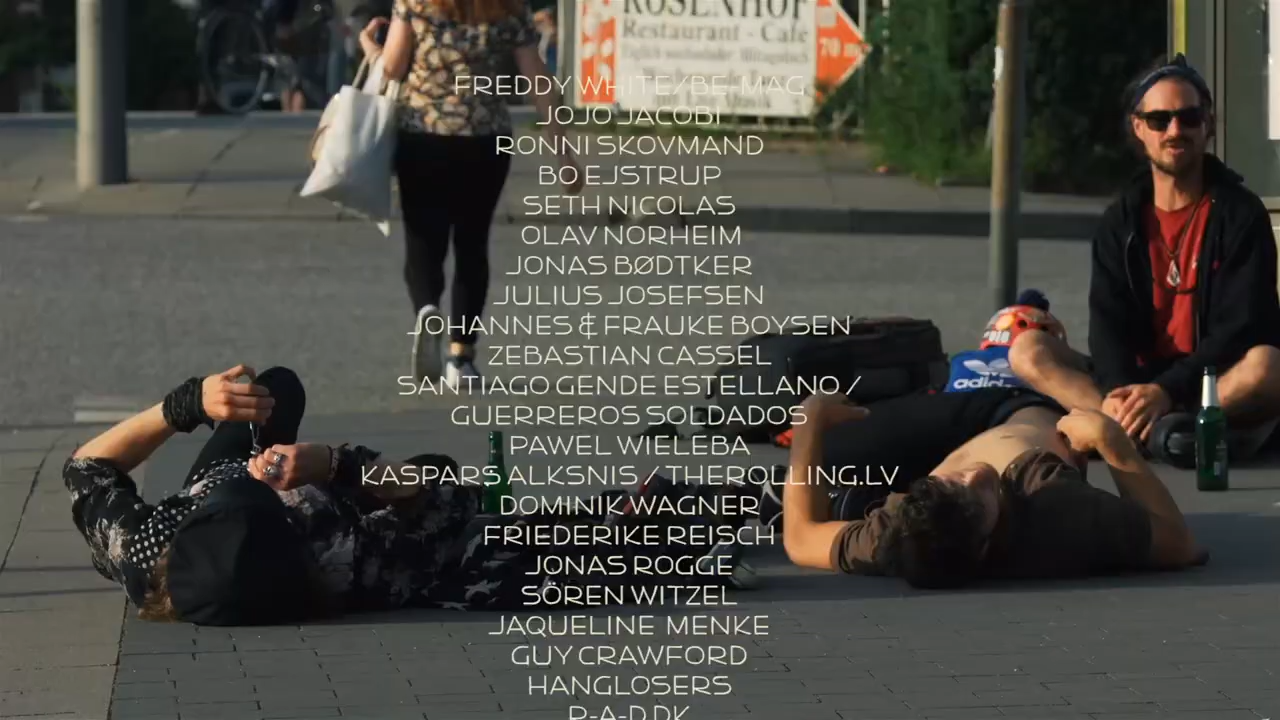 ROSENHOF
Restaurant - Cafe
70 m
FREDDY WHITE/BE-MAG
JOJO JACOBI
RONNI SKOVMAND
BO EJSTRUP
SETH NICOLAS
OLAV NORHEIM
JONAS BØDTKER
JULIUS JOSEFSEN
JOHANNES & FRAUKE BOYSEN
ZEBASTIAN CASSEL
adidas
SANTIAGO GENDE ESTELLANO /
GUERREROS SOLDADOS
PAWEL WIELEBA
KASPARS ALKSNIS / THEROLLING.LV
DOMINIK WAGNER
FRIEDERIKE REISCH
JONAS ROGGE
SÖREN WITZEL
JAQUELINE MENKE
GUY CRAWFORD
HANGLOSERS
R-A-D.DK